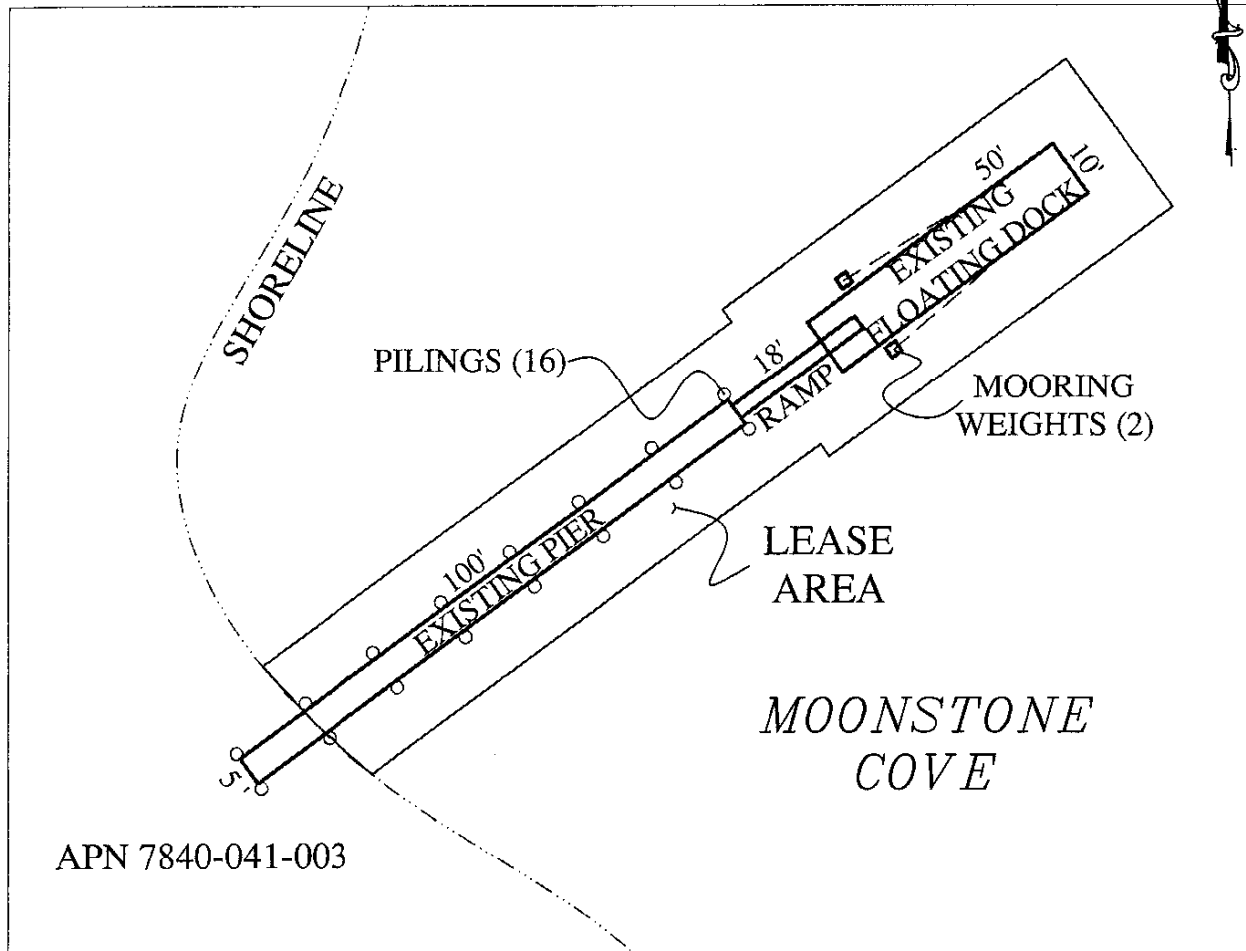 50'
10'
EXISTING
FLOATING DOCK
SHORELINE
18'
RAMP
PILINGS (16)
MOORING
WEIGHTS (2)
100'
EXISTING PIER
LEASE
AREA
5'
MOONSTONE
COVE
APN 7840-041-003